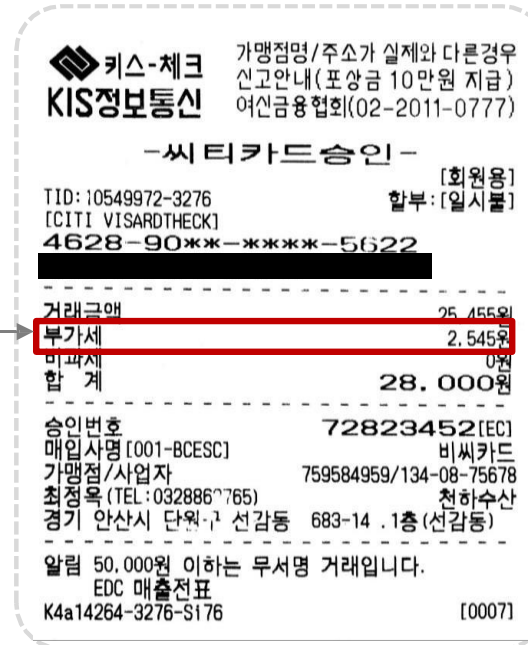 키스-체크
KIS정보통신
가맹점명/주소가 실제와 다른경우
신고안내(포상금 10만원 지급)
여신금융협회(02-2011-0777)
-씨티카드승인-
[회원용]
TID:10549972-3276 할부:[일시불]
[CITI VISARDTHECK]
4628-90**-****-5622
거래금액 25,455원
부가세 2,545원
비과세 0원
합 계 28,000원
승인번호 72823452[EC]
매입사명[001-BCESC] 비씨카드
가맹점/사업자 759584959/134-08-75678
최정옥 천하수산
경기 안산시 단원구 선감동 683-14 .1층(선감동)
알림 50,000원 이하는 무서명 거래입니다.
EDC 매출전표
K4a14264-3276-S176 [0007]